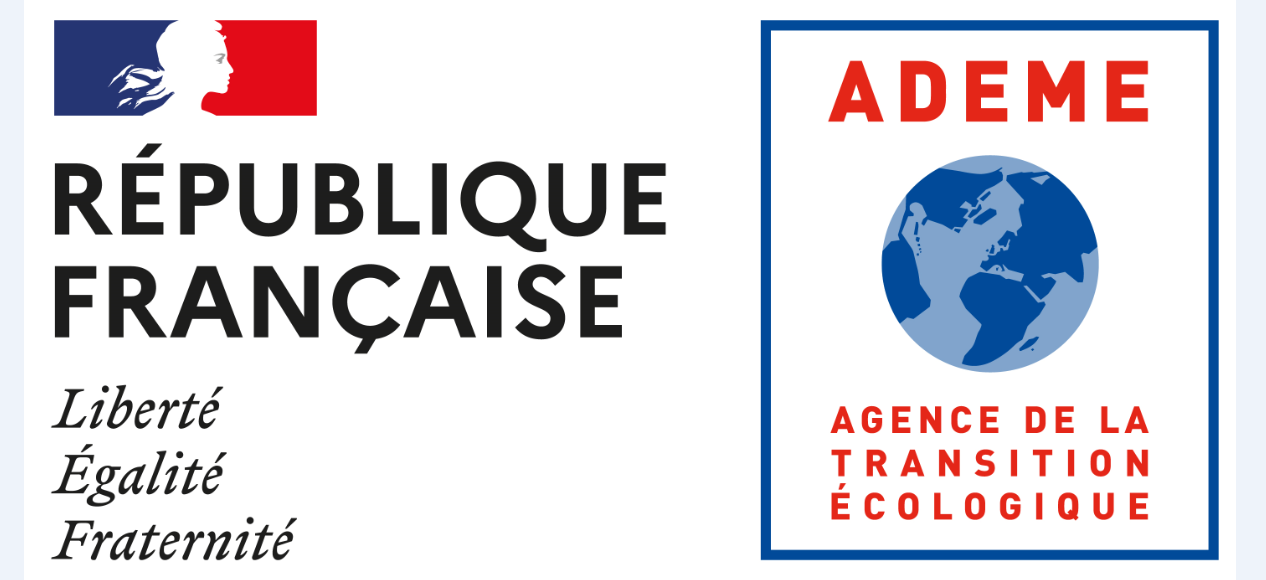 RÉPUBLIQUE
FRANÇAISE
Liberté
Égalité
Fraternité
ADEME
AGENCE DE LA
TRANSITION
ÉCOLOGIQUE